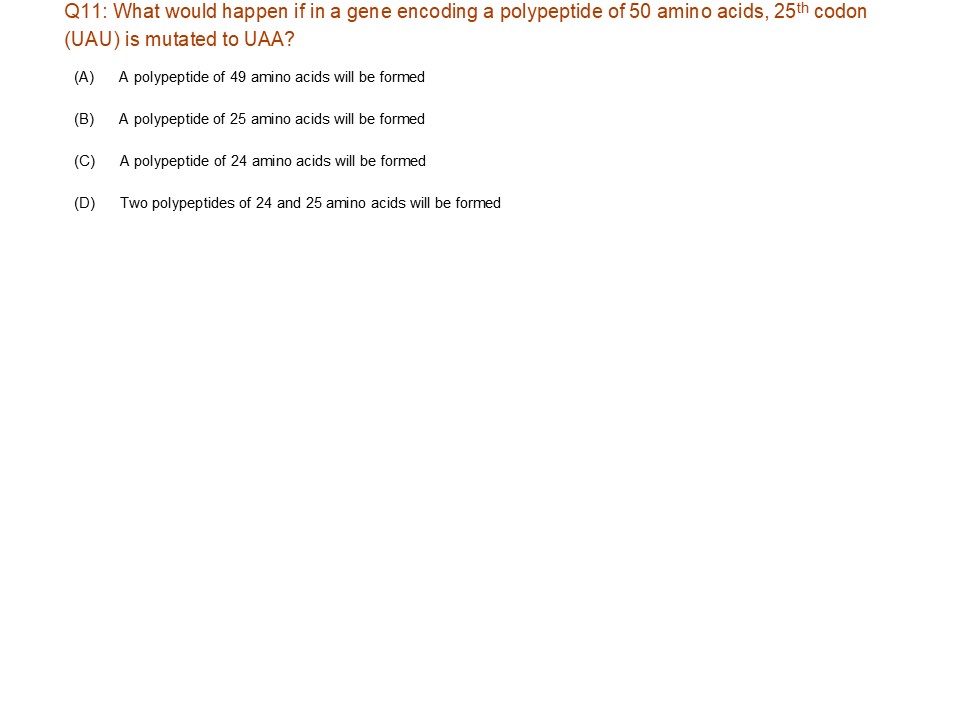 Q11: What would happen if in a gene encoding a polypeptide of 50 amino acids, 25th codon
(UAU) is mutated to UAA?
(A) A polypeptide of 49 amino acids will be formed
(B) A polypeptide of 25 amino acids will be formed
(C) A polypeptide of 24 amino acids will be formed
(D) Two polypeptides of 24 and 25 amino acids will be formed